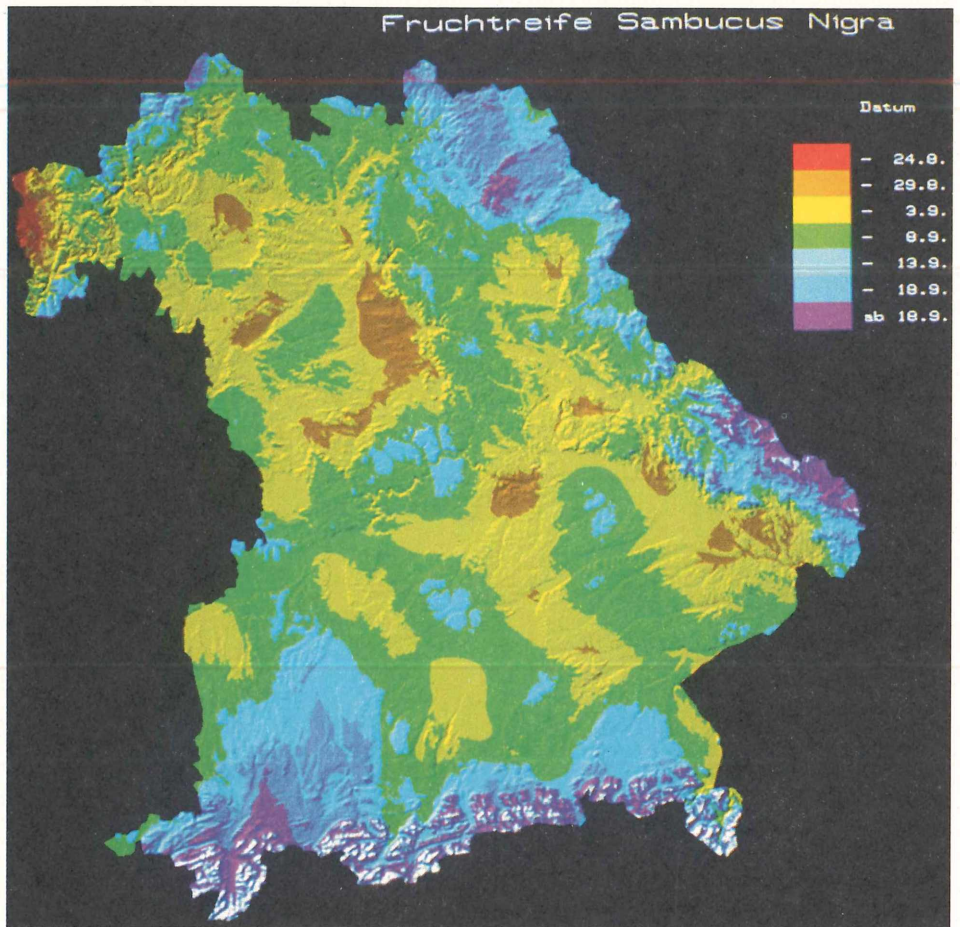 Fruchtreife Sambucus Nigra
Datum
- 24.8.
- 29.8.
- 3.9.
- 8.9.
- 13.9.
- 18.9.
ab 18.9.